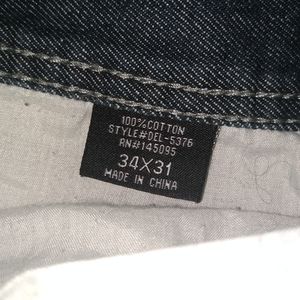 100%COTTON
STYLE#DEL-5376
RN#145095
34X31
MADE IN CHINA